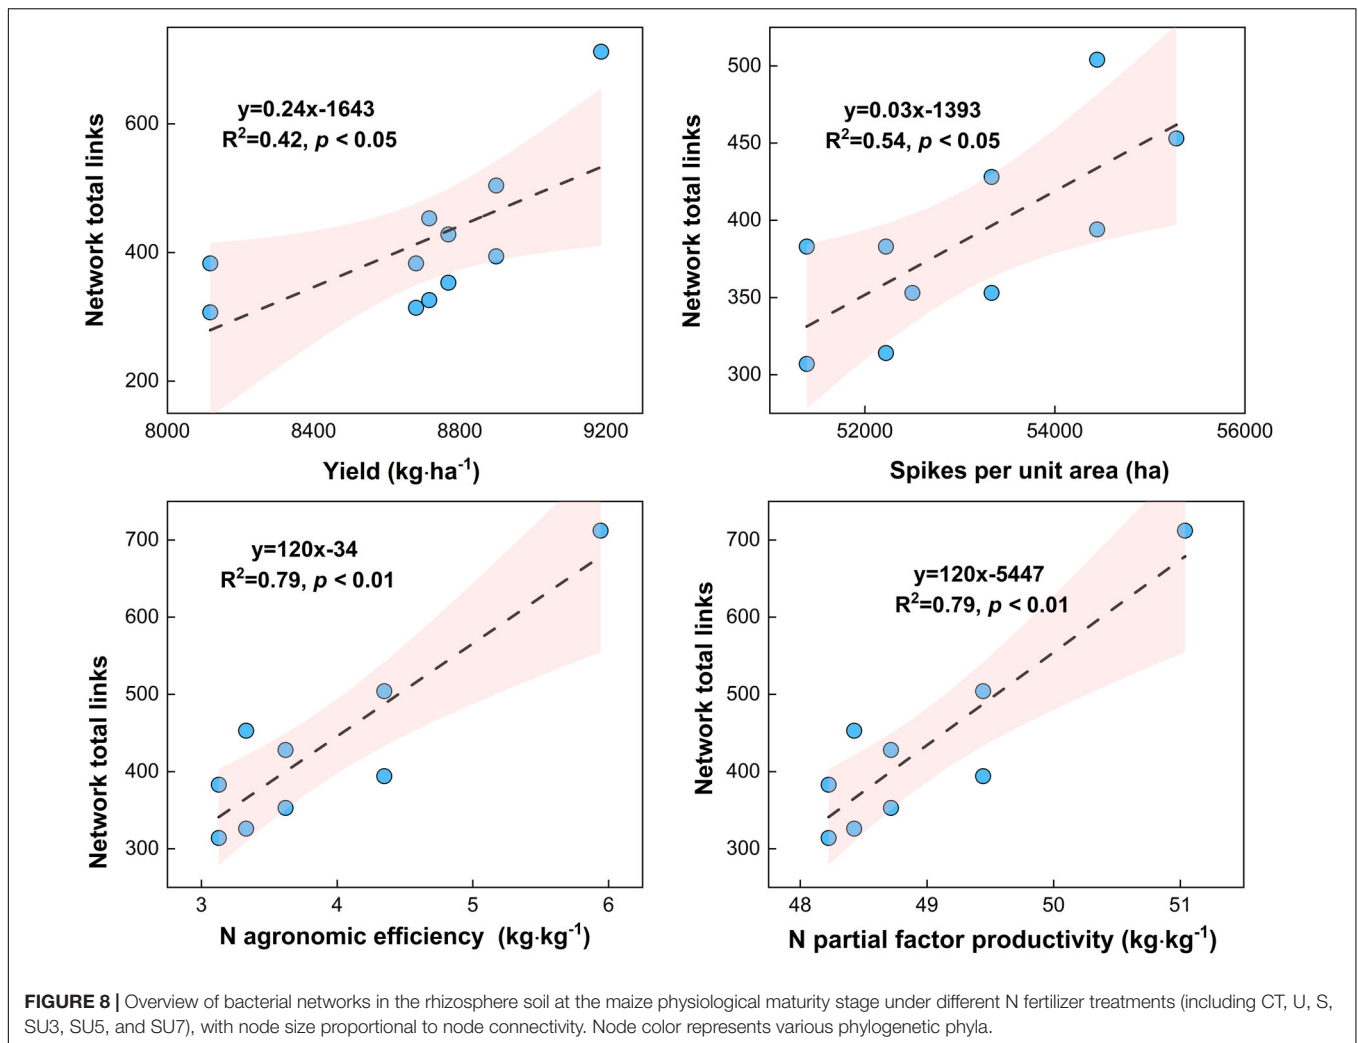 y=0.24x-1643
R²=0.42, p < 0.05
Network total links
600
400
200
8000 8400 8800 9200
Yield (kg·ha⁻¹)
y=0.03x-1393
R²=0.54, p < 0.05
Network total links
500
450
400
350
300
52000 54000 56000
Spikes per unit area (ha)
y=120x-34
R²=0.79, p < 0.01
Network total links
700
600
500
400
300
3 4 5 6
N agronomic efficiency (kg·kg⁻¹)
y=120x-5447
R²=0.79, p < 0.01
Network total links
700
600
500
400
300
48 49 50 51
N partial factor productivity (kg·kg⁻¹)
FIGURE 8 | Overview of bacterial networks in the rhizosphere soil at the maize physiological maturity stage under different N fertilizer treatments (including CT, U, S,
SU3, SU5, and SU7), with node size proportional to node connectivity. Node color represents various phylogenetic phyla.